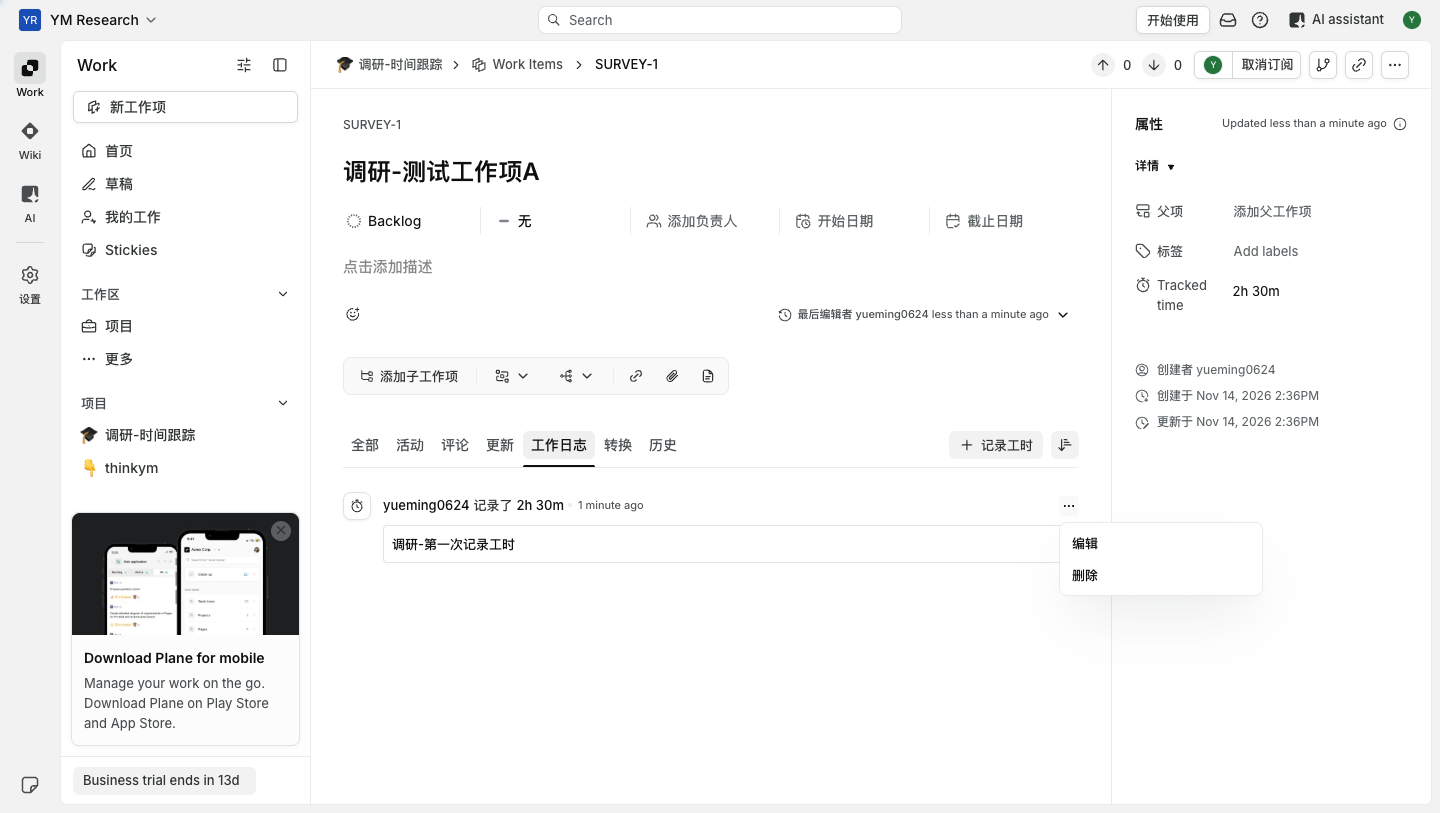 YR YM Research
Search
开始使用
AI assistant
Y
Work
Wiki
AI
设置
Work
新工作项
首页
草稿
我的工作
Stickies
工作区
项目
更多
项目
调研-时间跟踪
thinkym
Download Plane for mobile
Manage your work on the go.
Download Plane on Play Store
and App Store.
Business trial ends in 13d
调研-时间跟踪 > Work Items > SURVEY-1
0
0
Y 取消订阅
SURVEY-1
调研-测试工作项A
Backlog
无
添加负责人
开始日期
截止日期
点击添加描述
最后编辑者 yueming0624 less than a minute ago
添加子工作项
全部 活动 评论 更新 工作日志 转换 历史
记录工时
yueming0624 记录了 2h 30m 1 minute ago
调研-第一次记录工时
编辑
删除
属性
Updated less than a minute ago
详情
父项 添加父工作项
标签 Add labels
Tracked
time
2h 30m
创建者 yueming0624
创建于 Nov 14, 2026 2:36PM
更新于 Nov 14, 2026 2:36PM